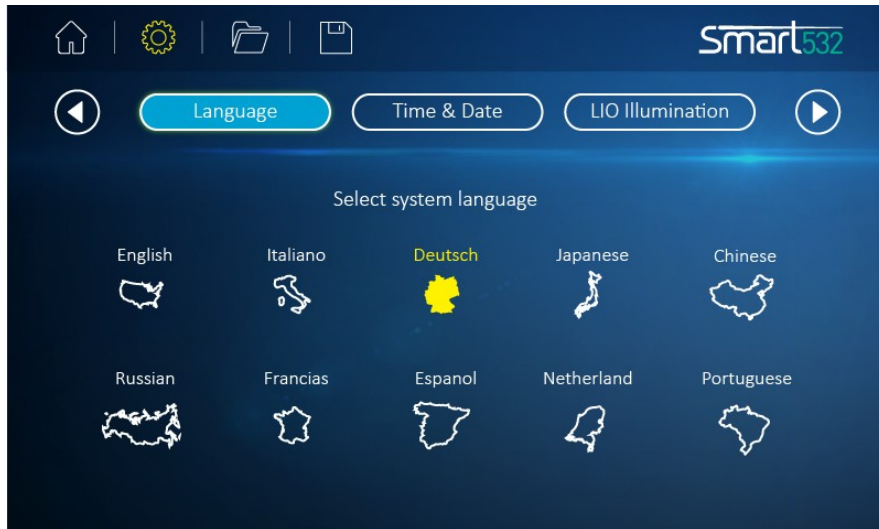 Smart532
Language
Time & Date
LIO Illumination
Select system language
English
Italiano
Deutsch
Japanese
Chinese
Russian
Francias
Espanol
Netherland
Portuguese